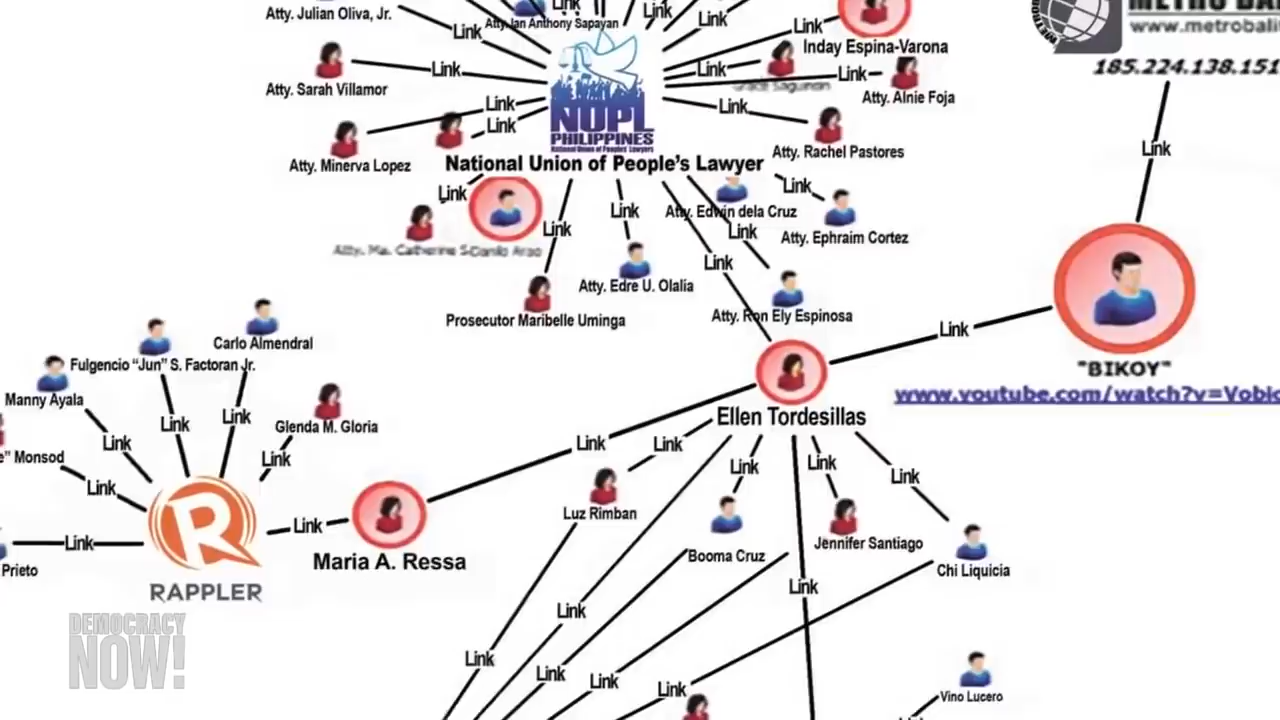 Atty. Julian Oliva, Jr.
Link
Atty. Ian Anthony Sapayan
Link
Link
Link
METRO BA
www.metrobali
185.224.138.151
Link
Inday Espina-Varona
Link
Link
Link
Atty. Sarah Villamor
Grace Saguinsin
Atty. Alnie Foja
Link
Link
Link
NUPL
PHILIPPINES
National Union of Peoples' Lawyers
Atty. Minerva Lopez
National Union of People's Lawyer
Atty. Rachel Pastores
Link
Link
Link
Link
Atty. Edwin dela Cruz
Link
Atty. Ma. Catherine S
Danilo Arao
Link
Link
Atty. Ephraim Cortez
Link
Atty. Edre U. Olalia
Prosecutor Maribelle Uminga
Atty. Ron Ely Espinosa
Link
"BIKOY"
www.youtube.com/watch?v=Yobic
Carlo Almendral
Fulgencio "Jun" S. Factoran Jr.
Manny Ayala
Glenda M. Gloria
Link
Link
Link
Link
e" Monsod
Link
Link
Prieto
R
RAPPLER
Link
Maria A. Ressa
Link
Ellen Tordesillas
Link
Link
Link
Link
Luz Rimban
Booma Cruz
Jennifer Santiago
Chi Liquicia
Link
Link
Link
Link
Link
Link
Vino Lucero
DEMOCRACY
NOW!